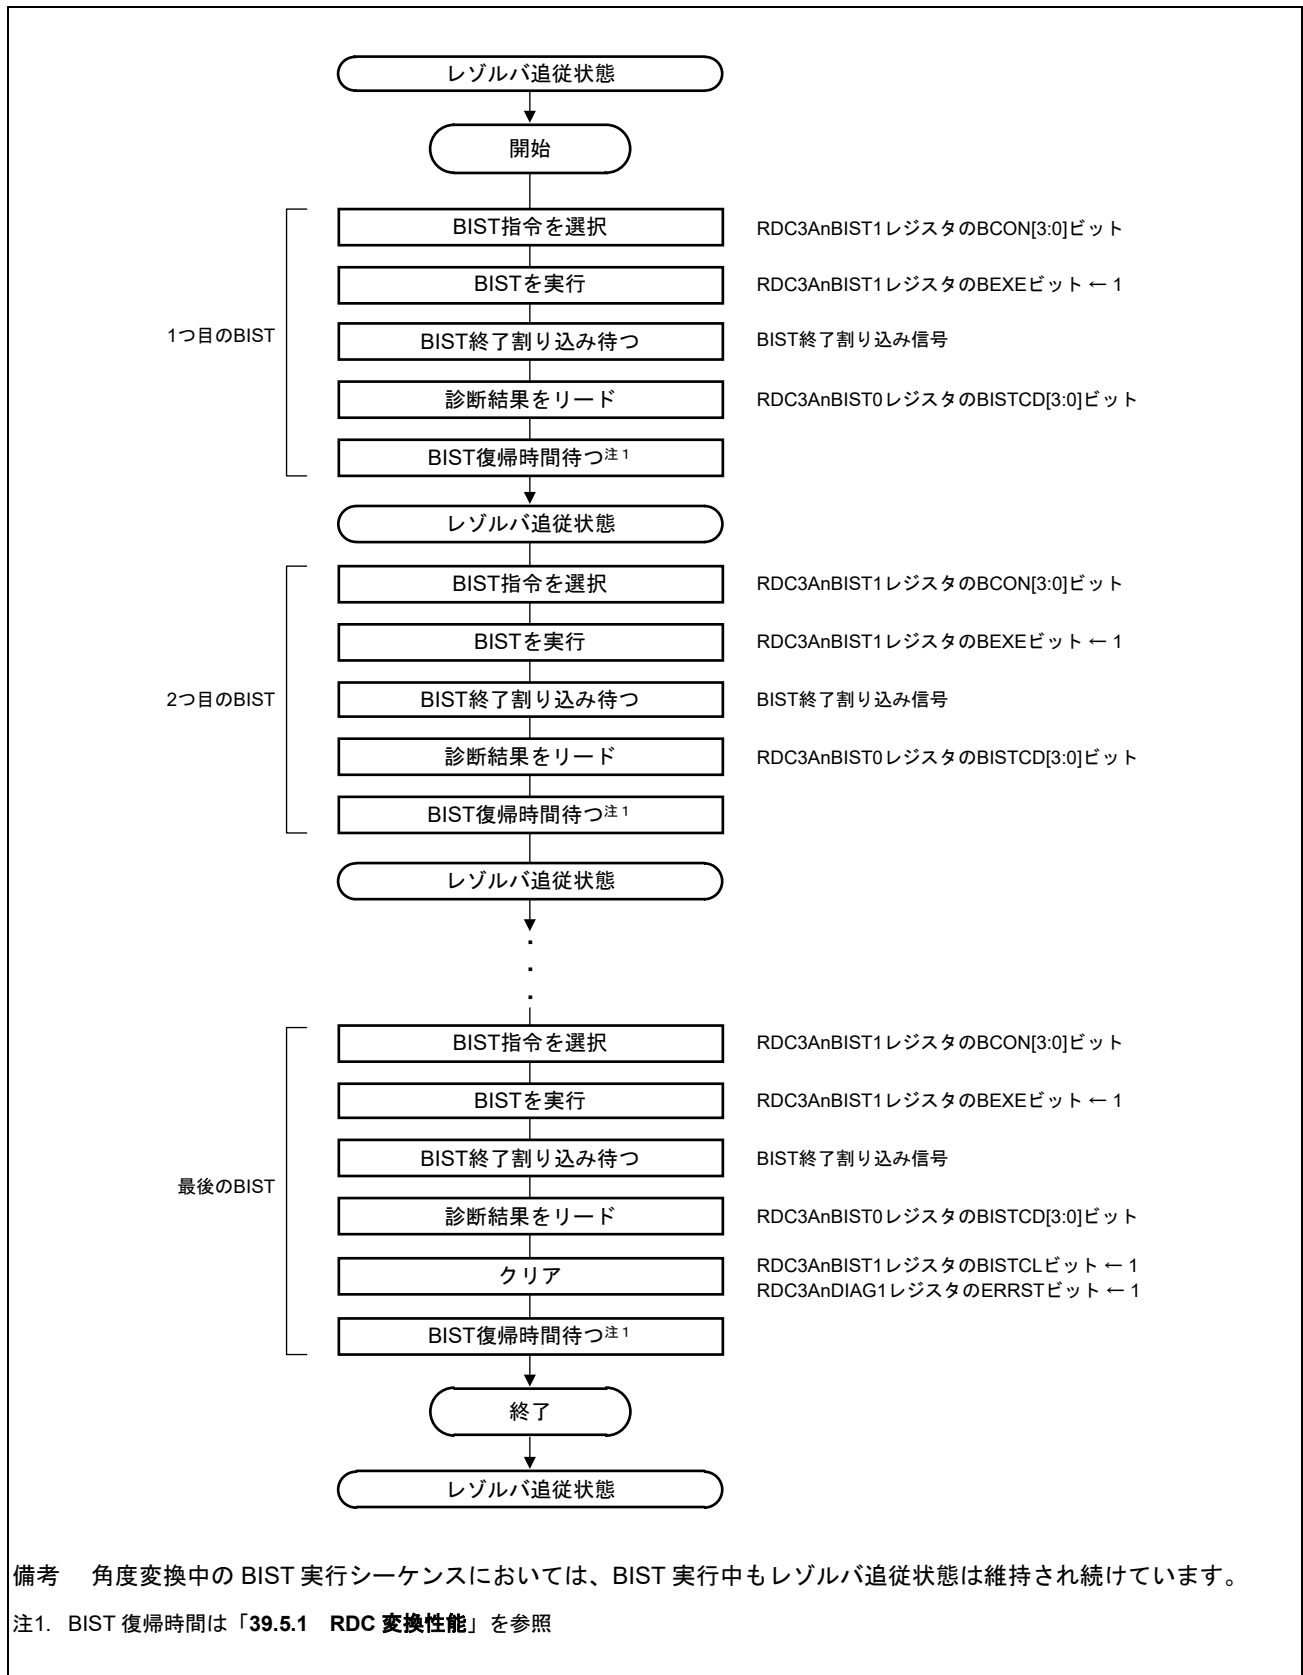 レゾルバ追従状態
開始
BIST指令を選択 RDC3AnBIST1レジスタのBCON[3:0]ビット
BISTを実行 RDC3AnBIST1レジスタのBEXEビット ← 1
1つ目のBIST
BIST終了割り込み待つ BIST終了割り込み信号
診断結果をリード RDC3AnBIST0レジスタのBISTCD[3:0]ビット
BIST復帰時間待つ注1
レゾルバ追従状態
BIST指令を選択 RDC3AnBIST1レジスタのBCON[3:0]ビット
BISTを実行 RDC3AnBIST1レジスタのBEXEビット ← 1
2つ目のBIST
BIST終了割り込み待つ BIST終了割り込み信号
診断結果をリード RDC3AnBIST0レジスタのBISTCD[3:0]ビット
BIST復帰時間待つ注1
レゾルバ追従状態
・
・
・
BIST指令を選択 RDC3AnBIST1レジスタのBCON[3:0]ビット
BISTを実行 RDC3AnBIST1レジスタのBEXEビット ← 1
BIST終了割り込み待つ BIST終了割り込み信号
最後のBIST
診断結果をリード RDC3AnBIST0レジスタのBISTCD[3:0]ビット
クリア RDC3AnBIST1レジスタのBISTCLビット ← 1
RDC3AnDIAG1レジスタのERRSTビット ← 1
BIST復帰時間待つ注1
終了
レゾルバ追従状態
備考 角度変換中の BIST 実行シーケンスにおいては、BIST 実行中もレゾルバ追従状態は維持され続けています。
注1. BIST 復帰時間は「39.5.1 RDC 変換性能」を参照